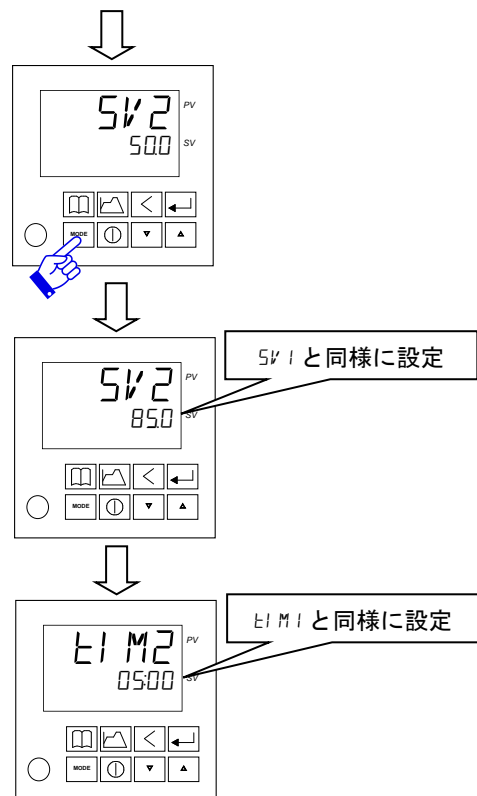 SV2 PV
50.0 SV
MODE
SV1と同様に設定
SV2 PV
85.0 SV
MODE
tIM1と同様に設定
tIM2 PV
05:00 SV
MODE